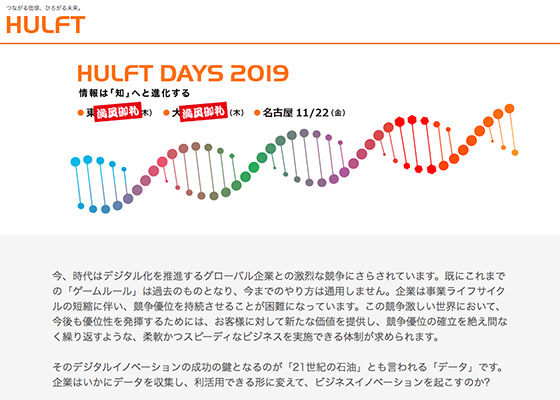 つながる価値、ひろがる未来。
HULFT
HULFT DAYS 2019
情報は「知」へと進化する
● 東 満員御礼 木） ● 大 満員御礼 （木） ● 名古屋 11/22（金）
今、時代はデジタル化を推進するグローバル企業との激烈な競争にさらされています。既にこれまで
の「ゲームルール」は過去のものとなり、今までのやり方は通用しません。企業は事業ライフサイク
ルの短縮に伴い、競争優位を持続させることが困難になっています。この競争激しい世界において、
今後も優位性を発揮するためには、お客様に対して新たな価値を提供し、競争優位の確立を絶え間な
く繰り返すような、柔軟かつスピーディなビジネスを実施できる体制が求められます。
そのデジタルイノベーションの成功の鍵となるのが「21世紀の石油」とも言われる「データ」です。
企業はいかにデータを収集し、利活用できる形に変えて、ビジネスイノベーションを起こすのか?